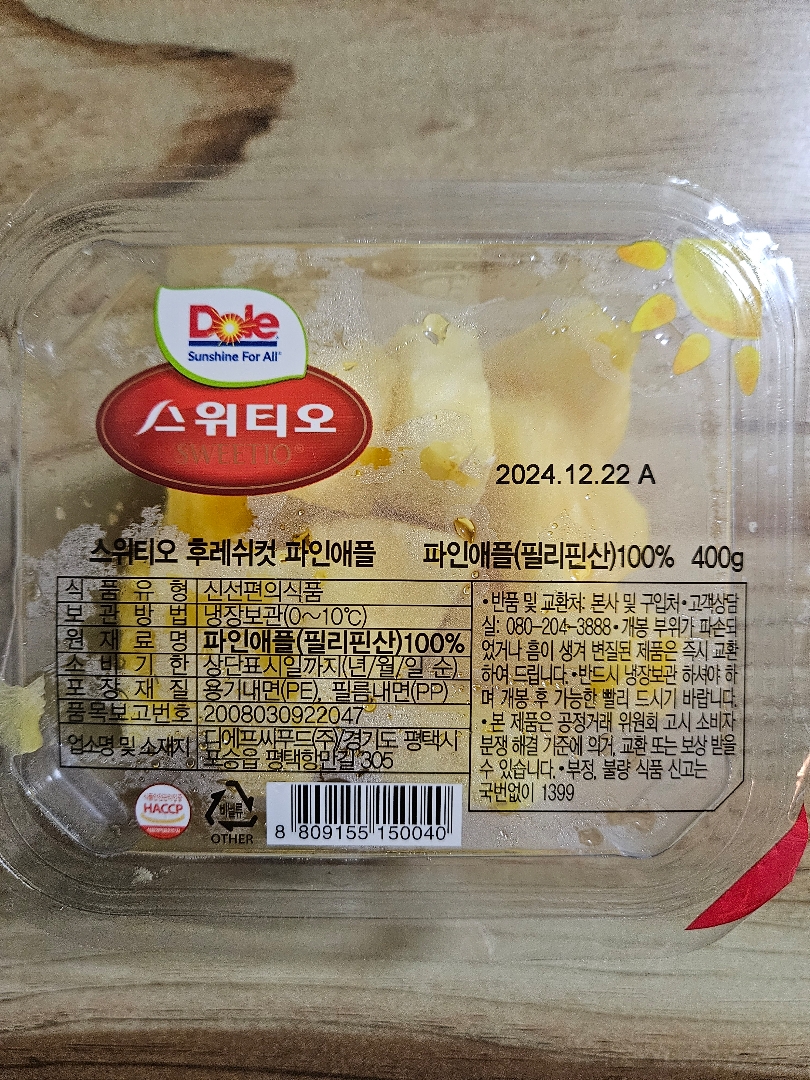 Dole
Sunshine For All®
스위티오
SWEETIO®
2024.12.22 A
스위티오 후레쉬컷 파인애플 파인애플(필리핀산)100% 400g
식품유형 신선편의식품
보관방법 냉장보관(0~10℃)
원재료명 파인애플(필리핀산)100%
소비기한 상단표시일까지(년/월/일 순)
포장재질 용기내면(PE), 필름내면(PP)
품목보고번호 2008030922047
업소명 및 소재지 디에프씨푸드(주)/경기도 평택시
포승읍 평택항만길 305
•반품 및 교환처: 본사 및 구입처•고객상담
실: 080-204-3888•개봉 부위가 파손되
었거나 흠이 생겨 변질된 제품은 즉시 교환
하여 드립니다.•반드시 냉장보관 하셔야 하
며 개봉 후 가능한 빨리 드시기 바랍니다.
•본 제품은 공정거래 위원회 고시 소비자
분쟁 해결 기준에 의거, 교환 또는 보상 받을
수 있습니다.•부정, 불량 식품 신고는
국번없이 1399
HACCP
비닐류
OTHER
8 809155 150040